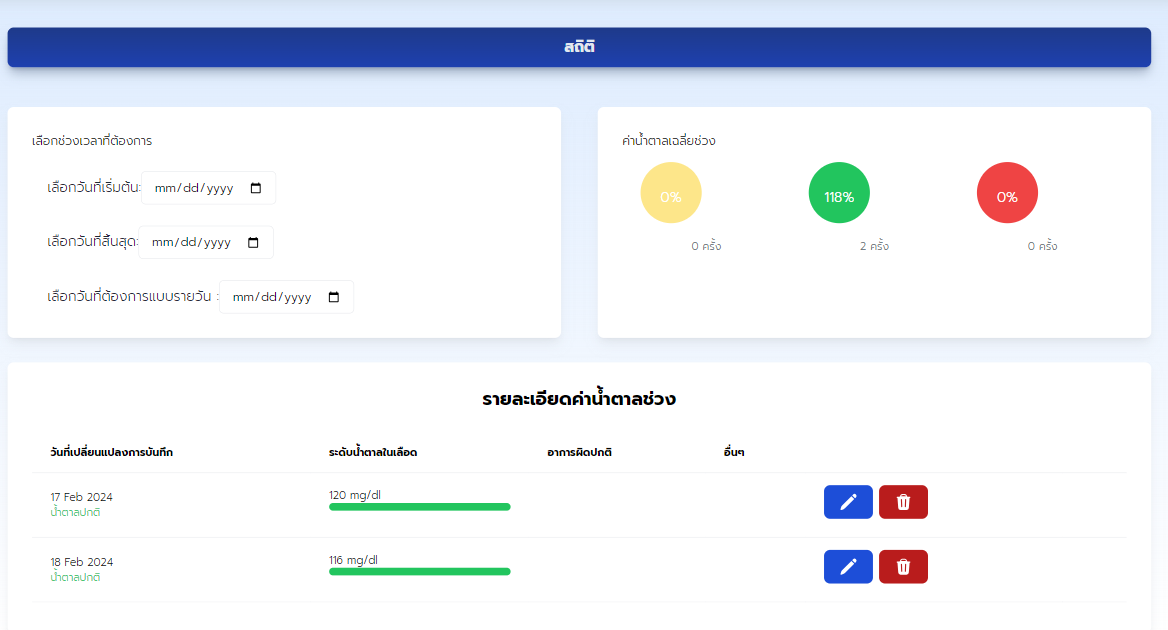 สถิติ
เลือกช่วงเวลาที่ต้องการ
เลือกวันที่เริ่มต้น: mm/dd/yyyy
เลือกวันที่สิ้นสุด: mm/dd/yyyy
เลือกวันที่ต้องการแบบรายวัน : mm/dd/yyyy
ค่าน้ำตาลเฉลี่ยช่วง
0% 118% 0%
0 ครั้ง 2 ครั้ง 0 ครั้ง
รายละเอียดค่าน้ำตาลช่วง
วันที่เปลี่ยนแปลงการบันทึก ระดับน้ำตาลในเลือด อาการผิดปกติ อื่นๆ
17 Feb 2024 120 mg/dl
น้ำตาลปกติ
18 Feb 2024 116 mg/dl
น้ำตาลปกติ